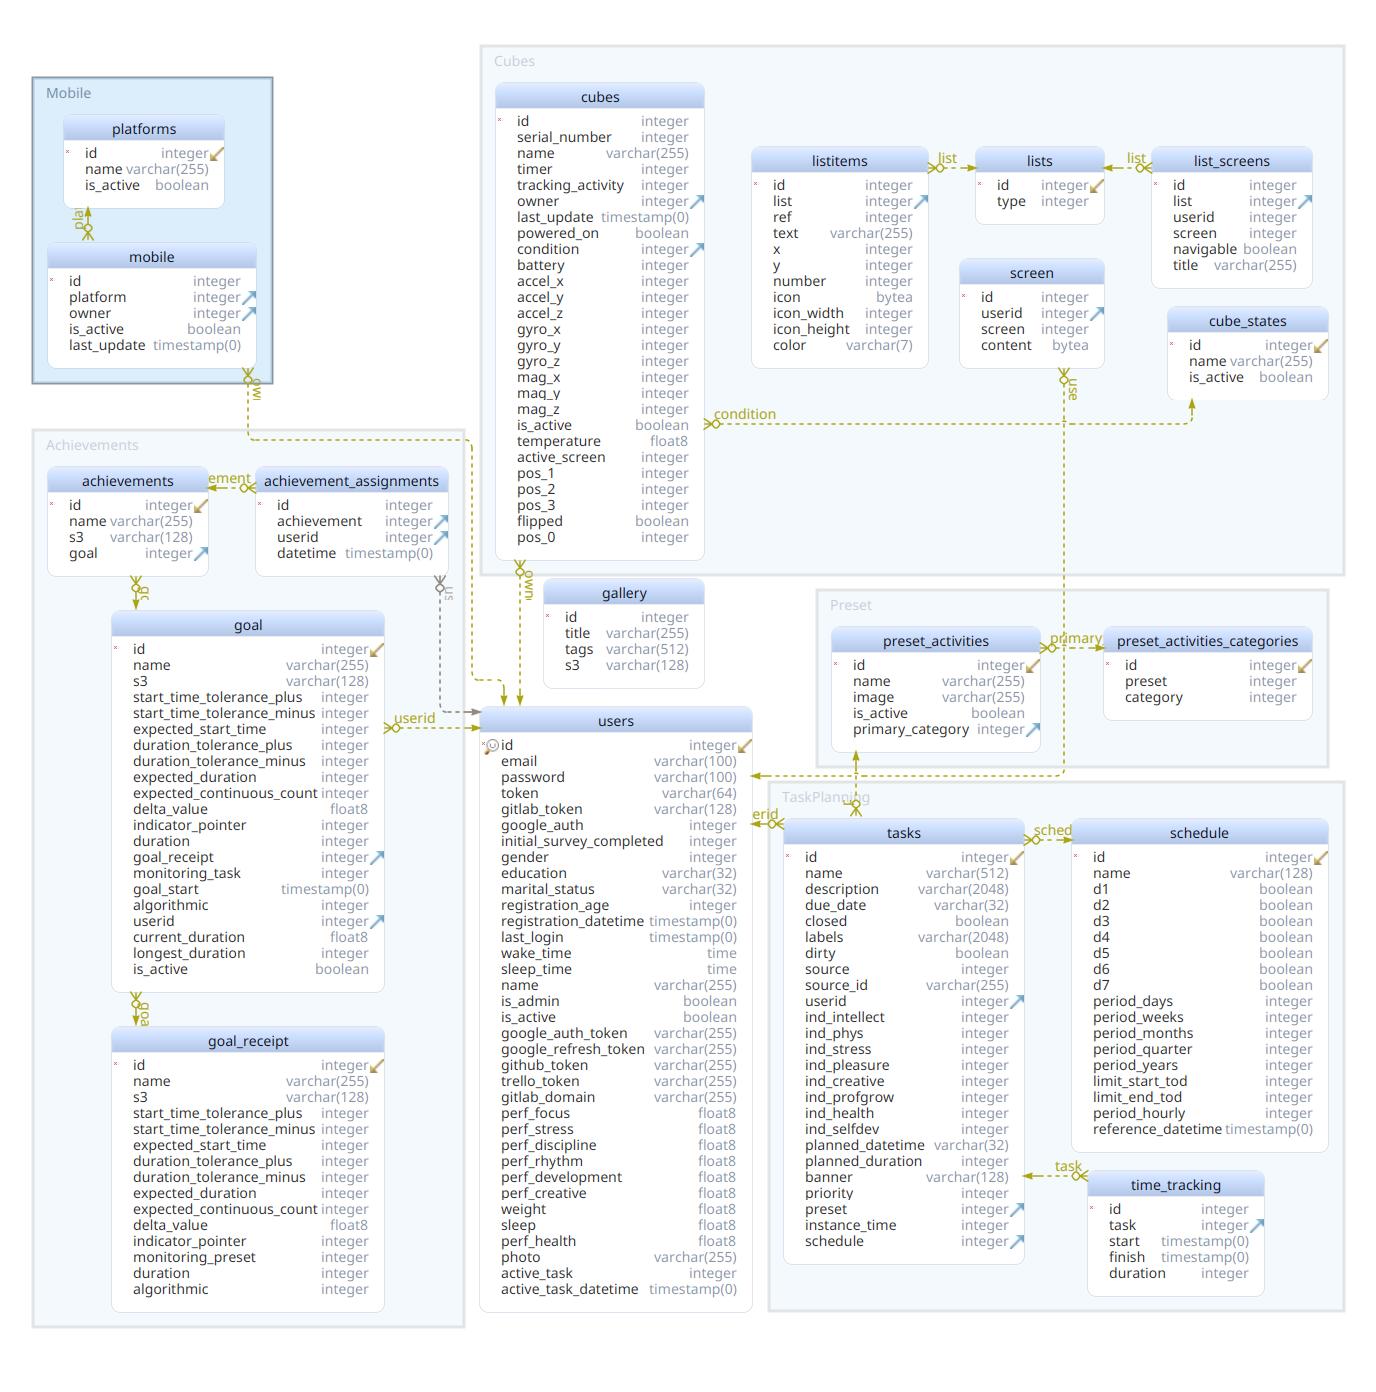 Mobile
platforms
id integer
name varchar(255)
is_active boolean
mobile
id integer
platform integer
owner integer
is_active boolean
last_update timestamp(0)
Cubes
cubes
id integer
serial_number integer
name varchar(255)
timer integer
tracking_activity integer
owner integer
last_update timestamp(0)
powered_on boolean
condition integer
battery integer
accel_x integer
accel_y integer
accel_z integer
gyro_x integer
gyro_y integer
gyro_z integer
mag_x integer
mag_y integer
mag_z integer
is_active boolean
temperature float8
active_screen integer
pos_1 integer
pos_2 integer
pos_3 integer
flipped boolean
pos_0 integer
listitems
id integer
list integer
ref integer
text varchar(255)
x integer
y integer
number integer
icon bytea
icon_width integer
icon_height integer
color varchar(7)
list
lists
id integer
type integer
list
list_screens
id integer
list integer
userid integer
screen integer
navigable boolean
title varchar(255)
screen
id integer
userid integer
screen integer
content bytea
use
cube_states
id integer
name varchar(255)
is_active boolean
condition
Achievements
achievements
id integer
name varchar(255)
s3 varchar(128)
goal integer
ement
achievement_assignments
id integer
achievement integer
userid integer
datetime timestamp(0)
us
goal
id integer
name varchar(255)
s3 varchar(128)
start_time_tolerance_plus integer
start_time_tolerance_minus integer
expected_start_time integer
duration_tolerance_plus integer
duration_tolerance_minus integer
expected_duration integer
expected_continuous_count integer
delta_value float8
indicator_pointer integer
duration integer
goal_receipt integer
monitoring_task integer
goal_start timestamp(0)
algorithmic integer
userid integer
current_duration float8
longest_duration integer
is_active boolean
userid
goa
goal_receipt
id integer
name varchar(255)
s3 varchar(128)
start_time_tolerance_plus integer
start_time_tolerance_minus integer
expected_start_time integer
duration_tolerance_plus integer
duration_tolerance_minus integer
expected_duration integer
expected_continuous_count integer
delta_value float8
indicator_pointer integer
monitoring_preset integer
duration integer
algorithmic integer
gallery
id integer
title varchar(255)
tags varchar(512)
s3 varchar(128)
users
id integer
email varchar(100)
password varchar(100)
token varchar(64)
gitlab_token varchar(128)
google_auth integer
initial_survey_completed integer
gender integer
education varchar(32)
marital_status varchar(32)
registration_age integer
registration_datetime timestamp(0)
last_login timestamp(0)
wake_time time
sleep_time time
name varchar(255)
is_admin boolean
is_active boolean
google_auth_token varchar(255)
google_refresh_token varchar(255)
github_token varchar(255)
trello_token varchar(255)
gitlab_domain varchar(255)
perf_focus float8
perf_stress float8
perf_discipline float8
perf_rhythm float8
perf_development float8
perf_creative float8
weight float8
sleep float8
perf_health float8
photo varchar(255)
active_task integer
active_task_datetime timestamp(0)
Preset
preset_activities
id integer
name varchar(255)
image varchar(255)
is_active boolean
primary_category integer
primary
preset_activities_categories
id integer
preset integer
category integer
TaskPlanning
erid
tasks
id integer
name varchar(512)
description varchar(2048)
due_date varchar(32)
closed boolean
labels varchar(2048)
dirty boolean
source integer
source_id varchar(255)
userid integer
ind_intellect integer
ind_phys integer
ind_stress integer
ind_pleasure integer
ind_creative integer
ind_profgrow integer
ind_health integer
ind_selfdev integer
planned_datetime varchar(32)
planned_duration integer
banner varchar(128)
priority integer
preset integer
instance_time integer
schedule integer
sched
schedule
id integer
name varchar(128)
d1 boolean
d2 boolean
d3 boolean
d4 boolean
d5 boolean
d6 boolean
d7 boolean
period_days integer
period_weeks integer
period_months integer
period_quarter integer
period_years integer
limit_start_tod integer
limit_end_tod integer
period_hourly integer
reference_datetime timestamp(0)
task
time_tracking
id integer
task integer
start timestamp(0)
finish timestamp(0)
duration integer